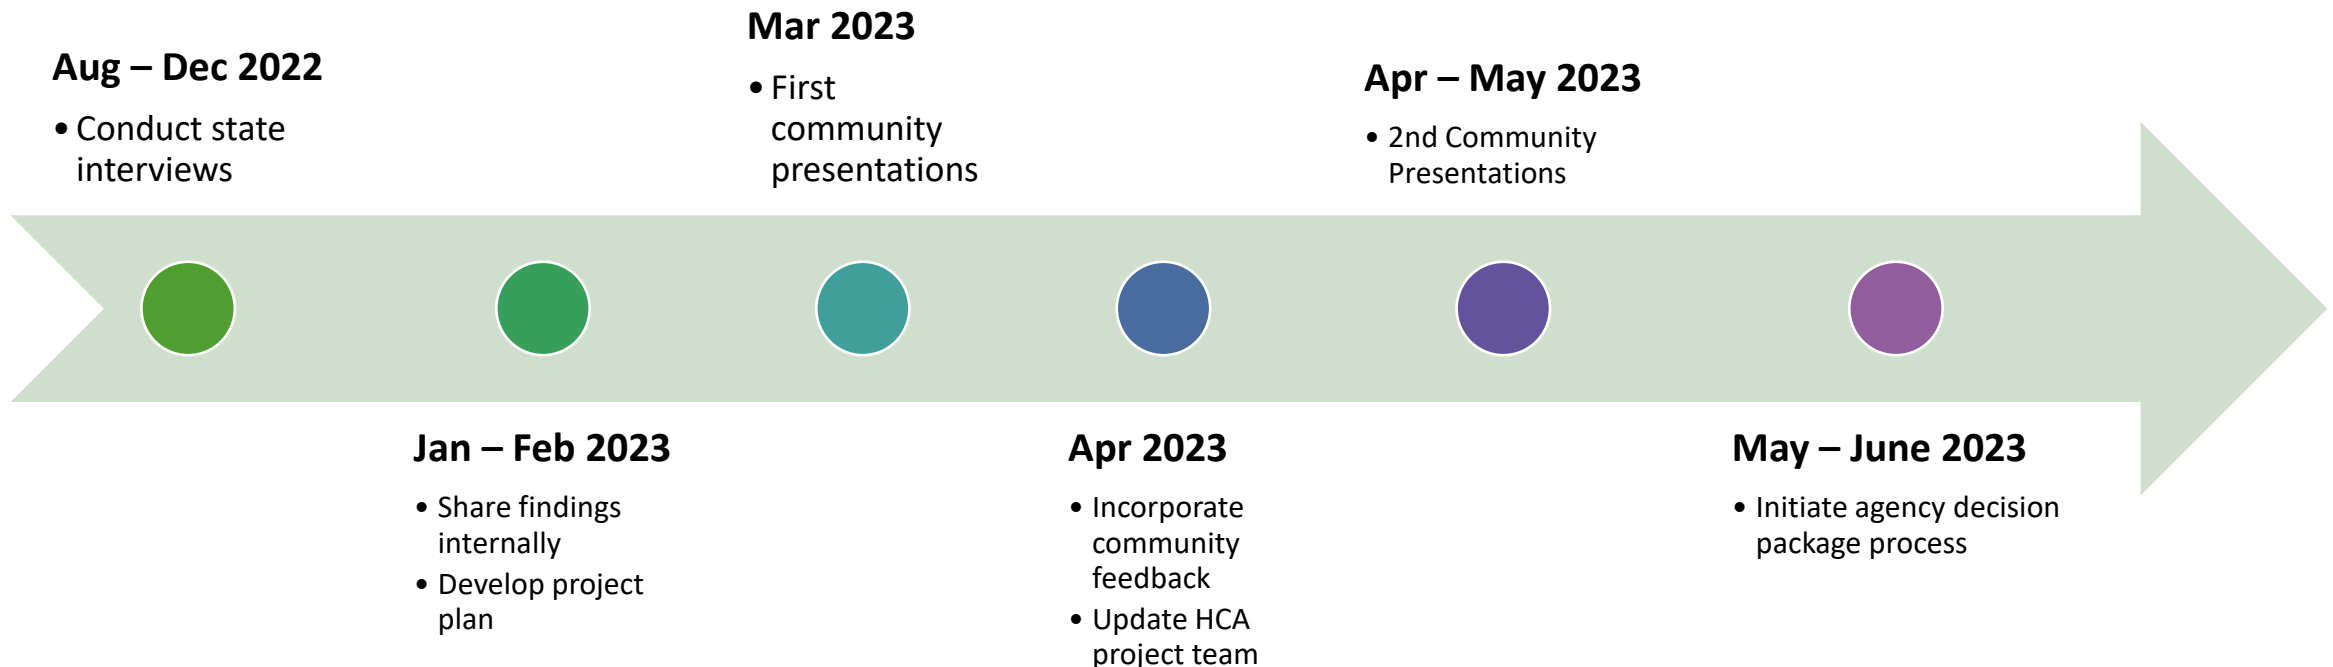 Aug – Dec 2022
• Conduct state
interviews
Jan – Feb 2023
• Share findings
internally
• Develop project
plan
Mar 2023
• First
community
presentations
Apr 2023
• Incorporate
community
feedback
• Update HCA
project team
Apr – May 2023
• 2nd Community
Presentations
May – June 2023
• Initiate agency decision
package process